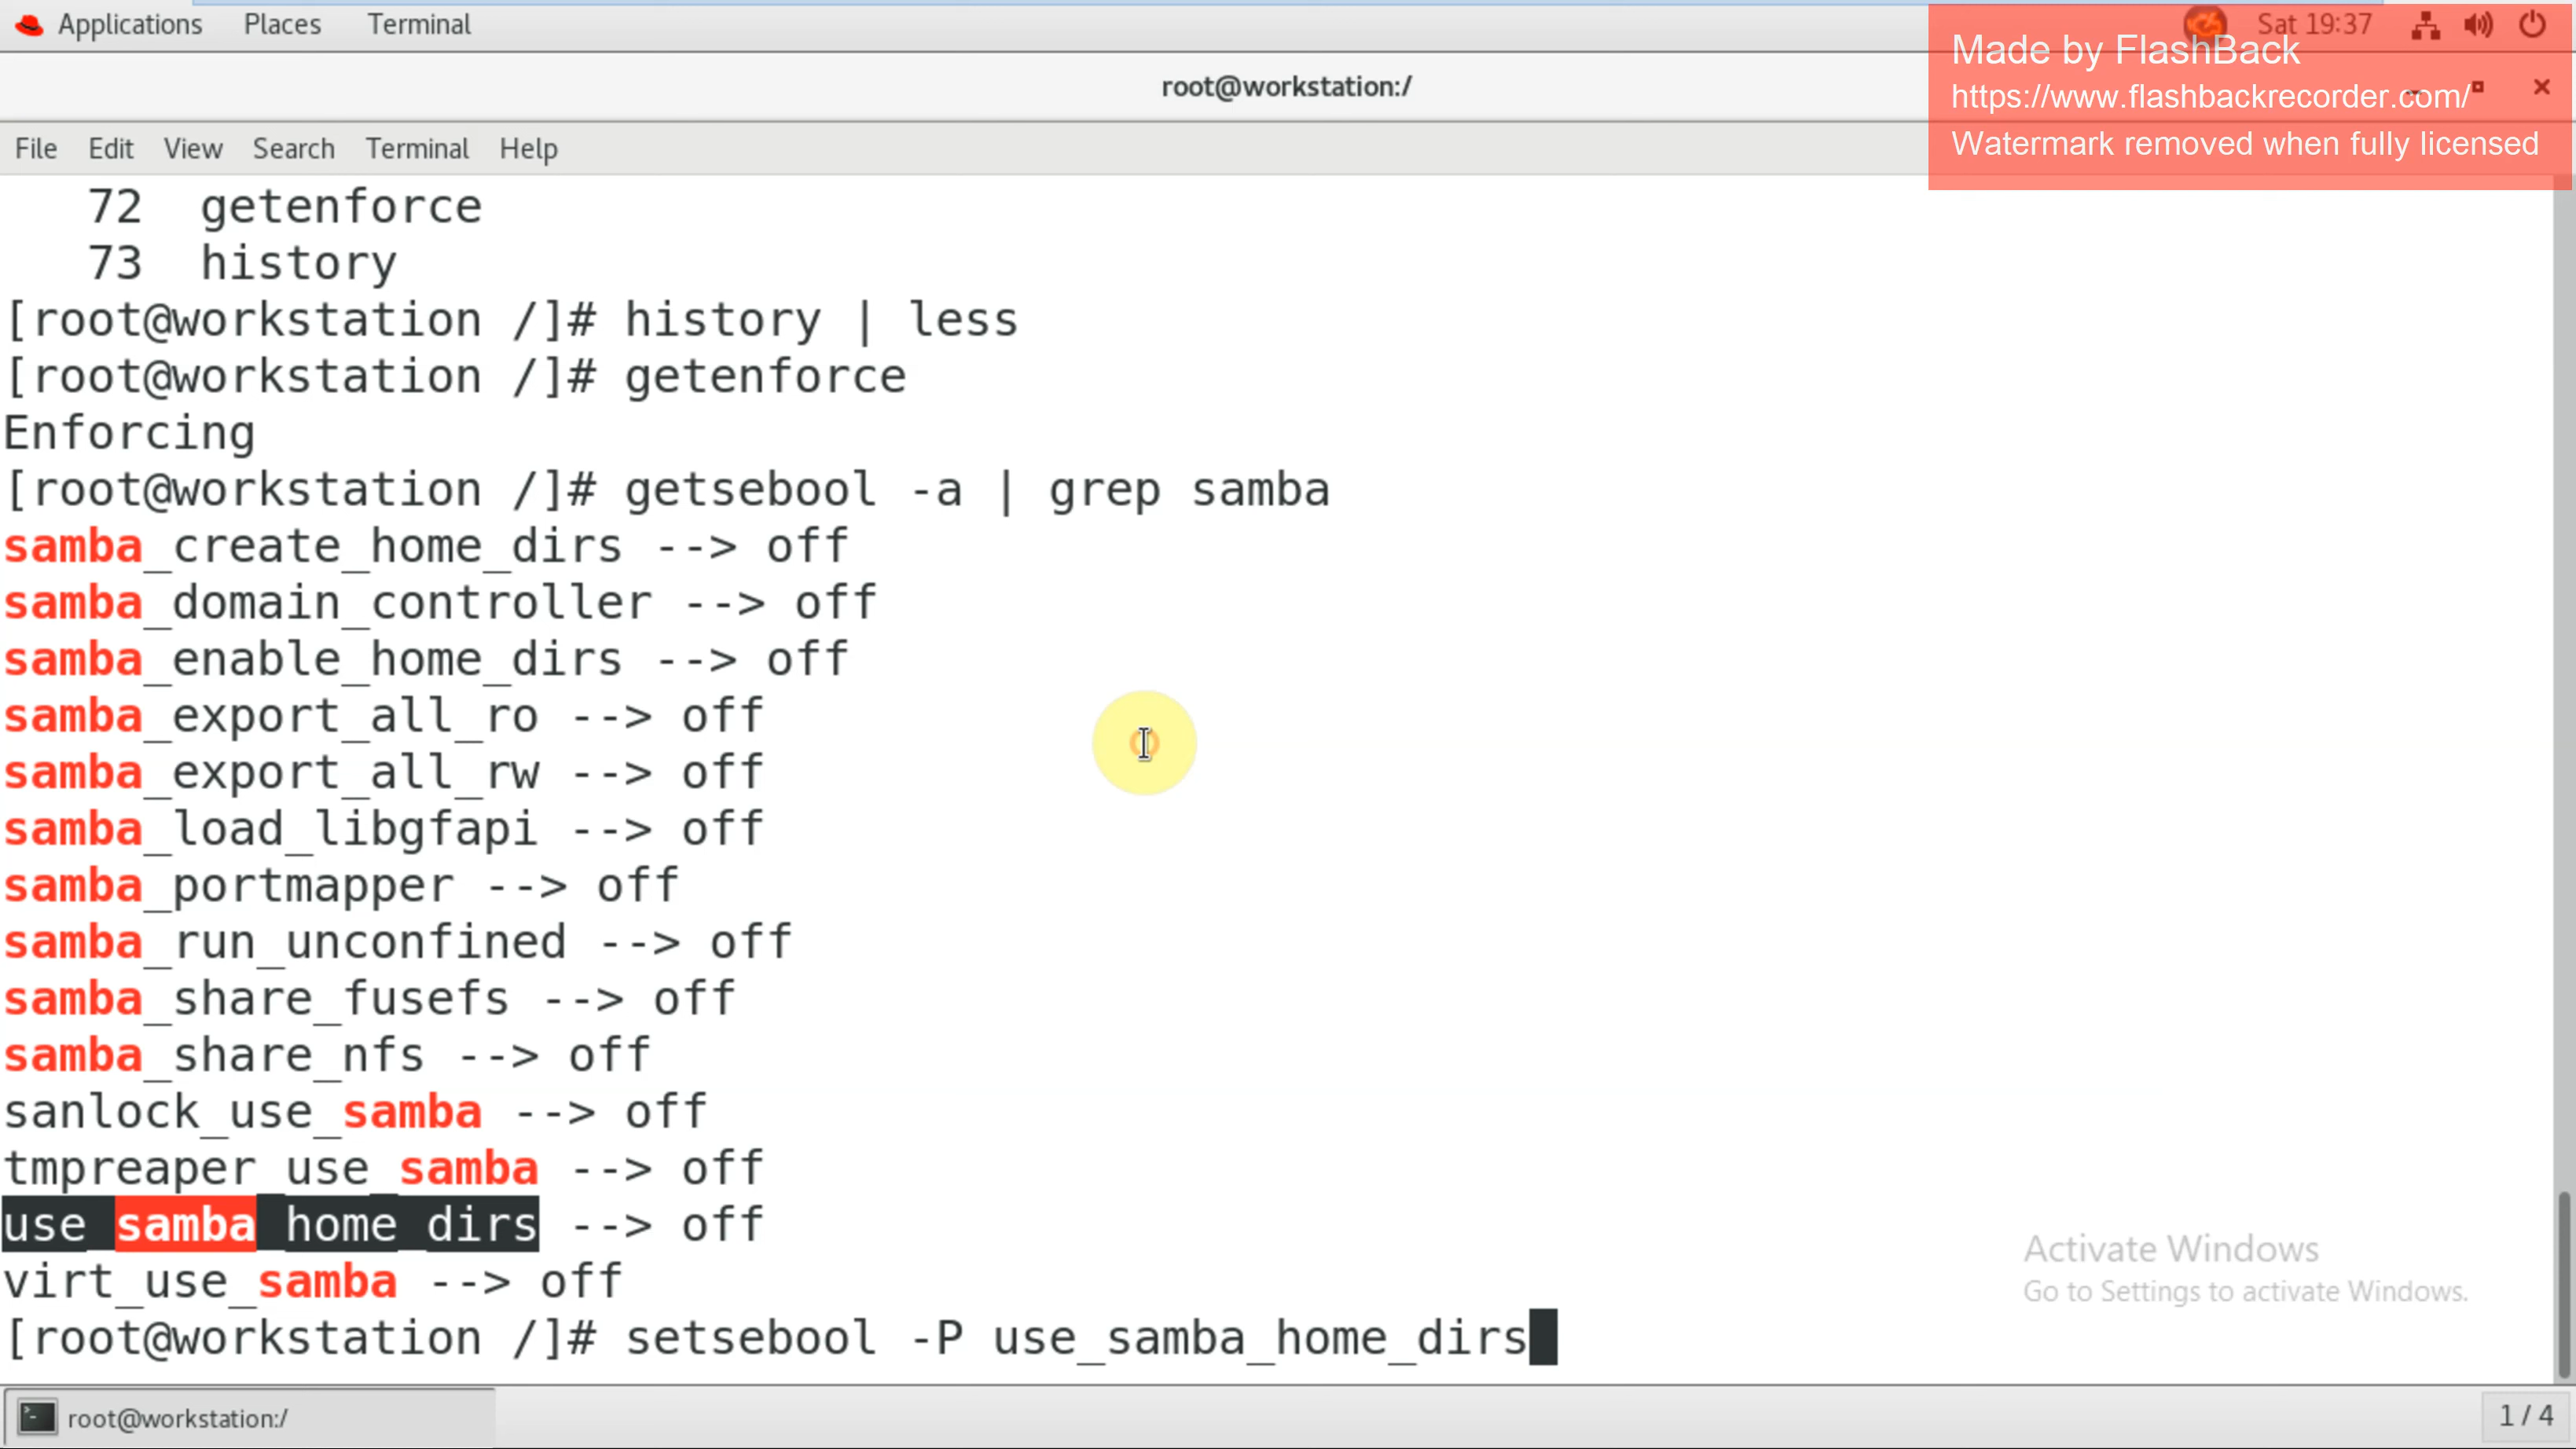 Applications Places Terminal Sat 19:37
Made by FlashBack
https://www.flashbackrecorder.com/
Watermark removed when fully licensed
root@workstation:/
File Edit View Search Terminal Help
72 getenforce
73 history
[root@workstation /]# history | less
[root@workstation /]# getenforce
Enforcing
[root@workstation /]# getsebool -a | grep samba
samba_create_home_dirs --> off
samba_domain_controller --> off
samba_enable_home_dirs --> off
samba_export_all_ro --> off
samba_export_all_rw --> off
samba_load_libgfapi --> off
samba_portmapper --> off
samba_run_unconfined --> off
samba_share_fusefs --> off
samba_share_nfs --> off
sanlock_use_samba --> off
tmpreaper_use_samba --> off
use_samba_home_dirs --> off
virt_use_samba --> off
[root@workstation /]# setsebool -P use_samba_home_dirs
Activate Windows
Go to Settings to activate Windows.
root@workstation:/
1 / 4